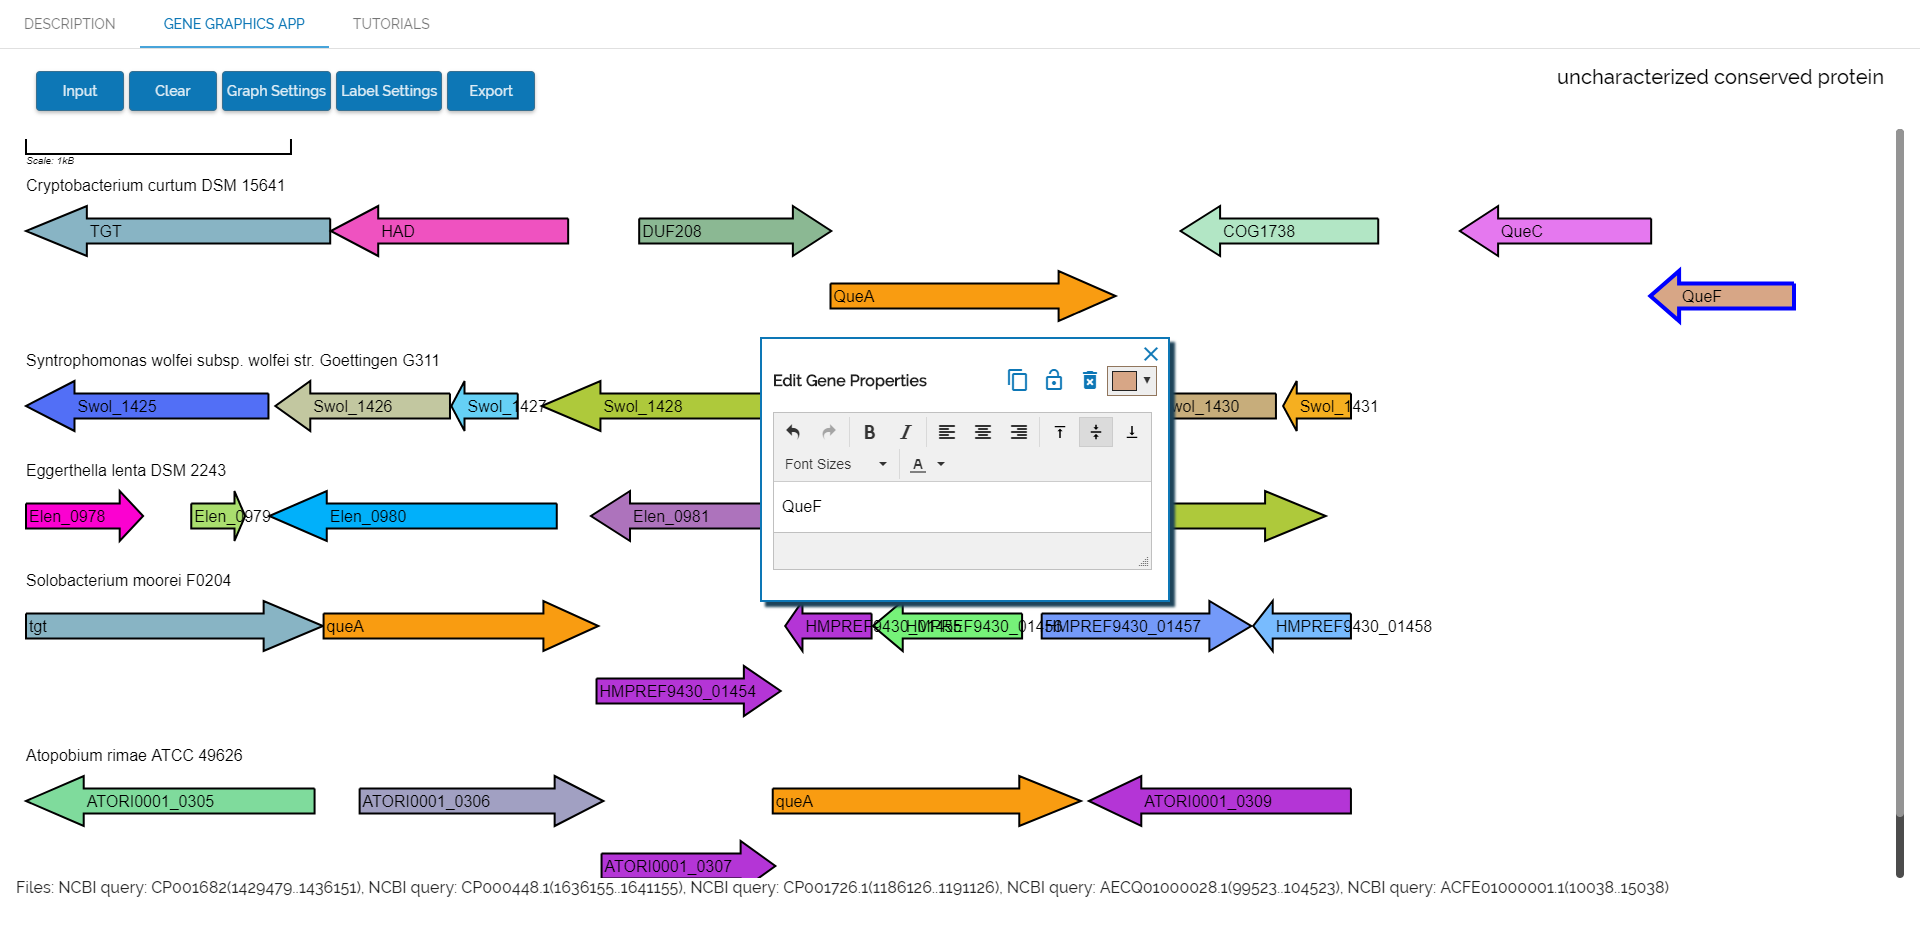 DESCRIPTION GENE GRAPHICS APP TUTORIALS
Input Clear Graph Settings Label Settings Export
uncharacterized conserved protein
Scale: 1kB
Cryptobacterium curtum DSM 15641
TGT HAD DUF208 COG1738 QueC
QueA QueF
Syntrophomonas wolfei subsp. wolfei str. Goettingen G311
Swol_1425 Swol_1426 Swol_1427 Swol_1428 wol_1430 Swol_1431
Edit Gene Properties
Font Sizes A
QueF
Eggerthella lenta DSM 2243
Elen_0978 Elen_0979 Elen_0980 Elen_0981
Solobacterium moorei F0204
tgt queA HMPREF9430_01455 HMPREF9430_01456 HMPREF9430_01457 HMPREF9430_01458
HMPREF9430_01454
Atopobium rimae ATCC 49626
ATORI0001_0305 ATORI0001_0306 queA ATORI0001_0309
ATORI0001_0307
Files: NCBI query: CP001682(1429479..1436151), NCBI query: CP000448.1(1636155..1641155), NCBI query: CP001726.1(1186126..1191126), NCBI query: AECQ01000028.1(99523..104523), NCBI query: ACFE01000001.1(10038..15038)